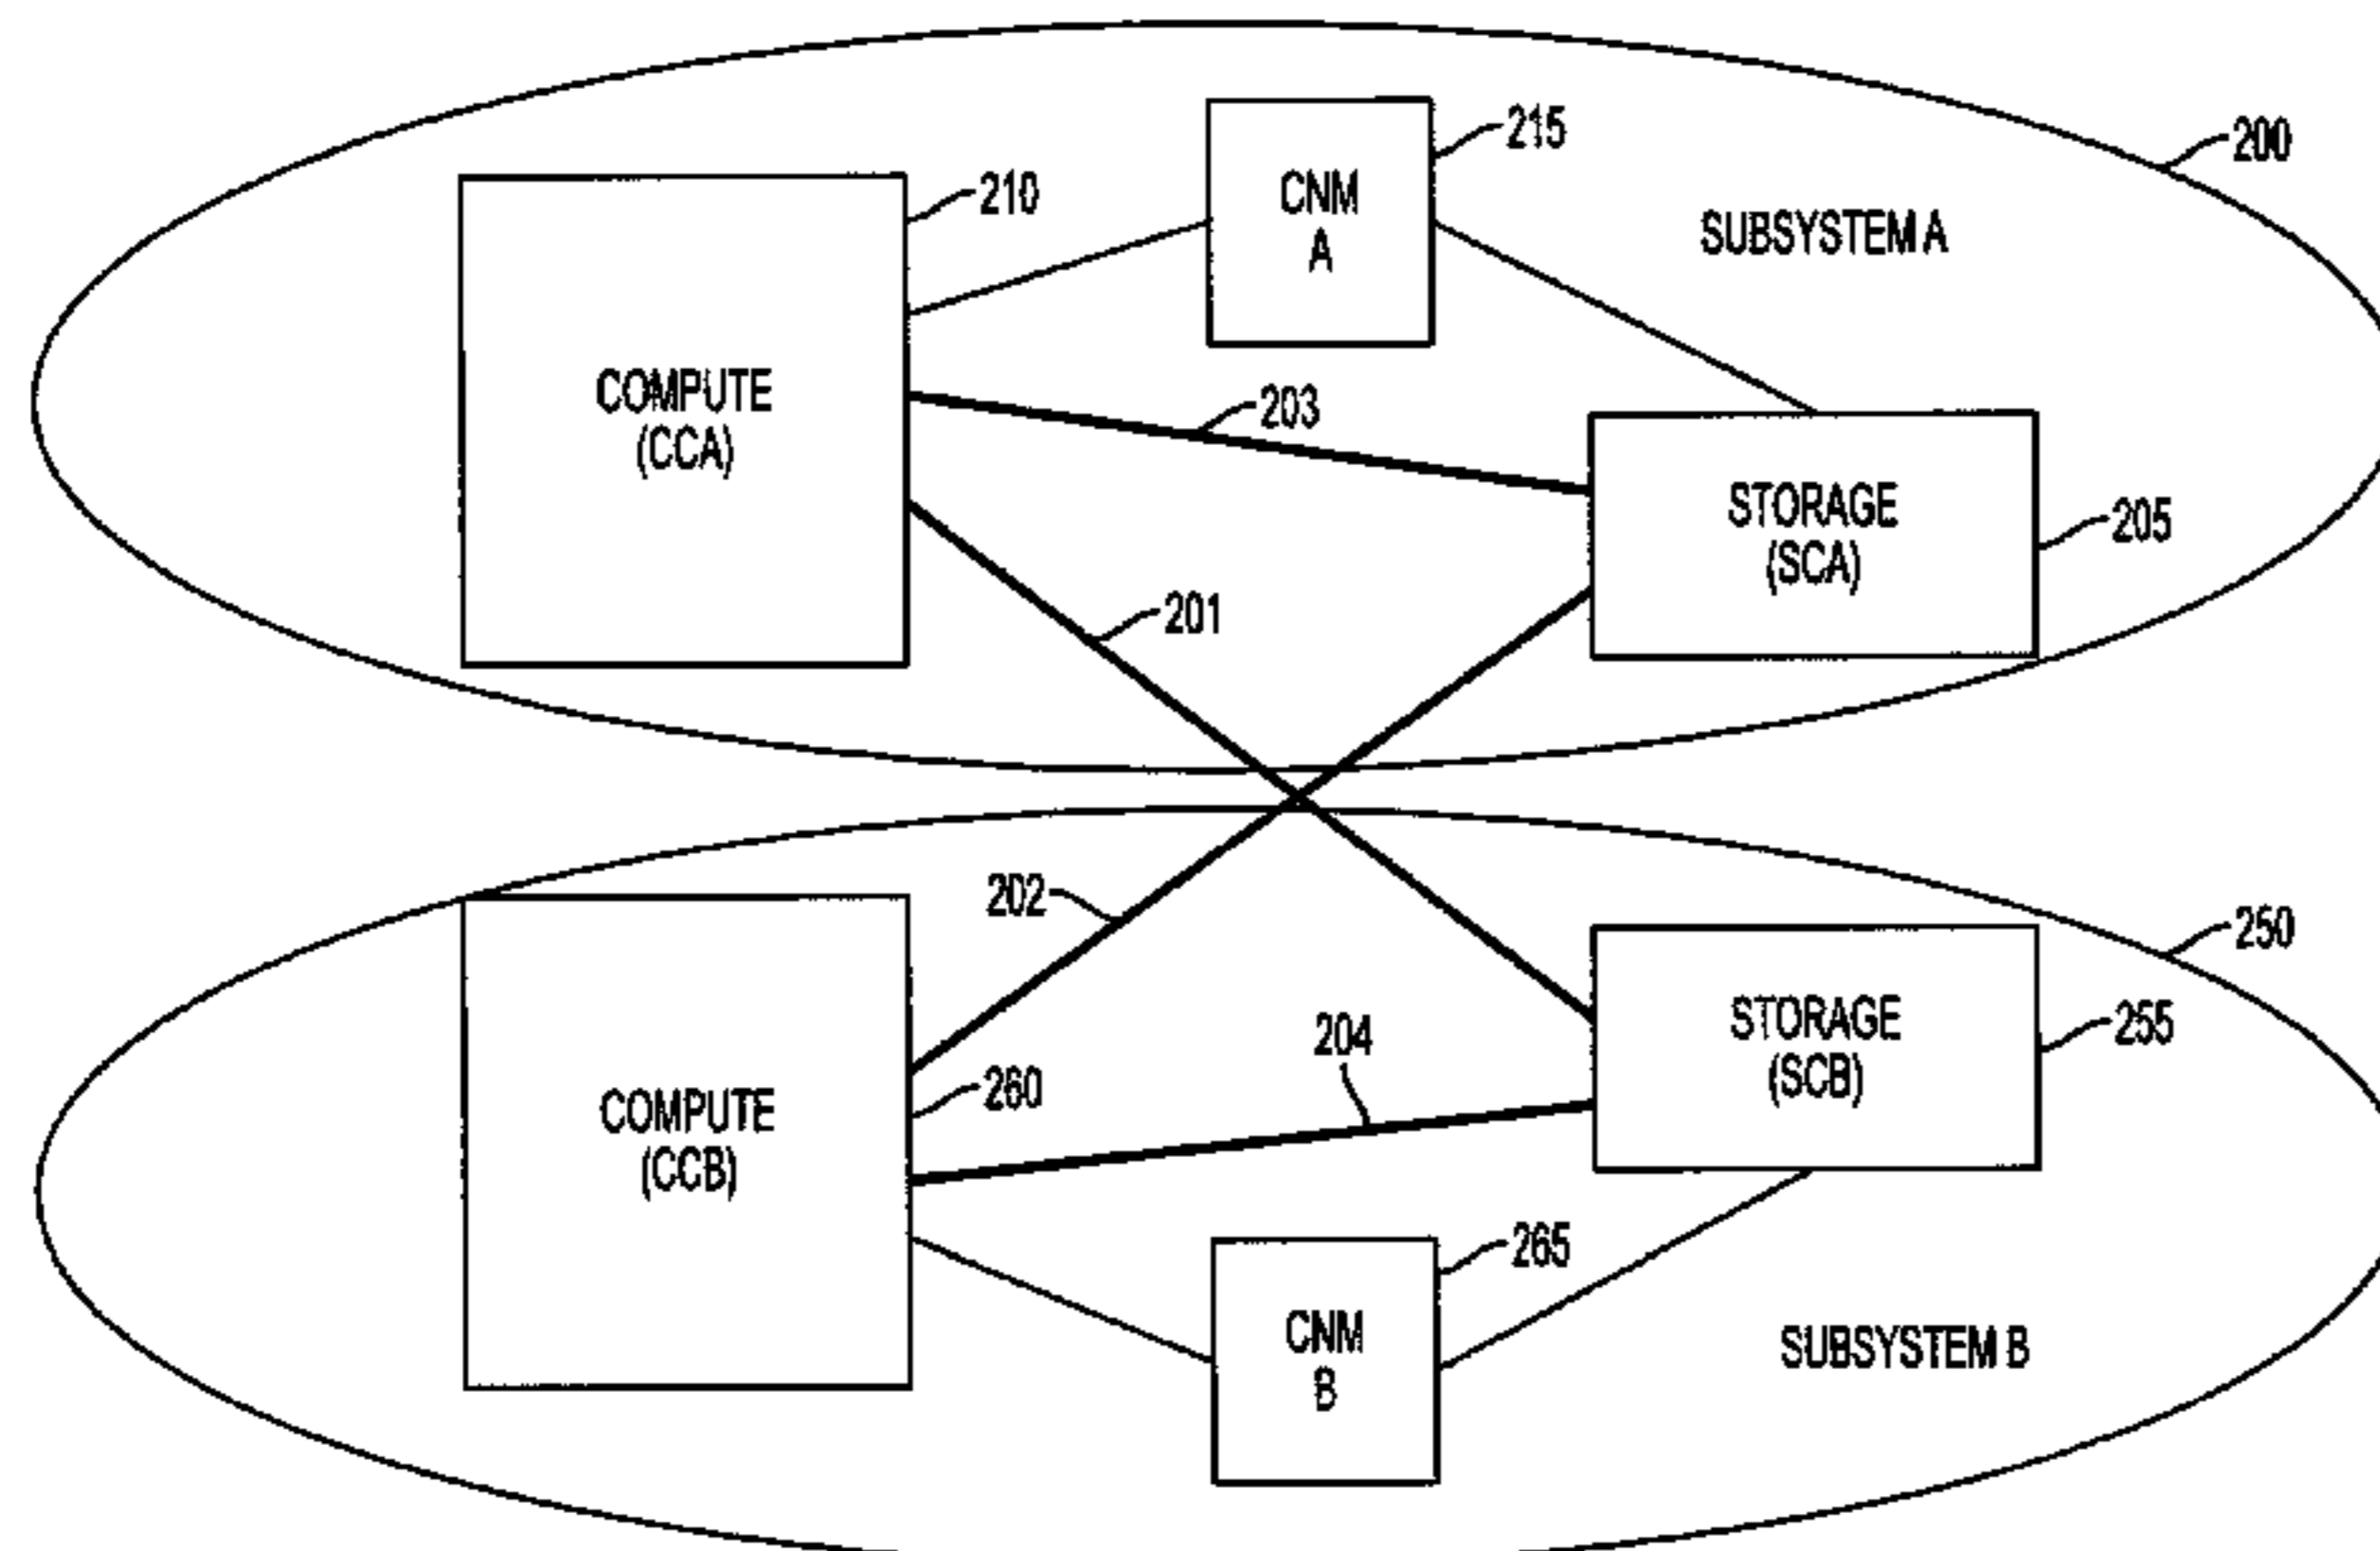 215
200
210
CNM
A
SUBSYSTEM A
COMPUTE
(CCA)
203
STORAGE
(SCA)
205
201
202
250
STORAGE
(SCB)
255
204
260
COMPUTE
(CCB)
265
CNM
B
SUBSYSTEM B